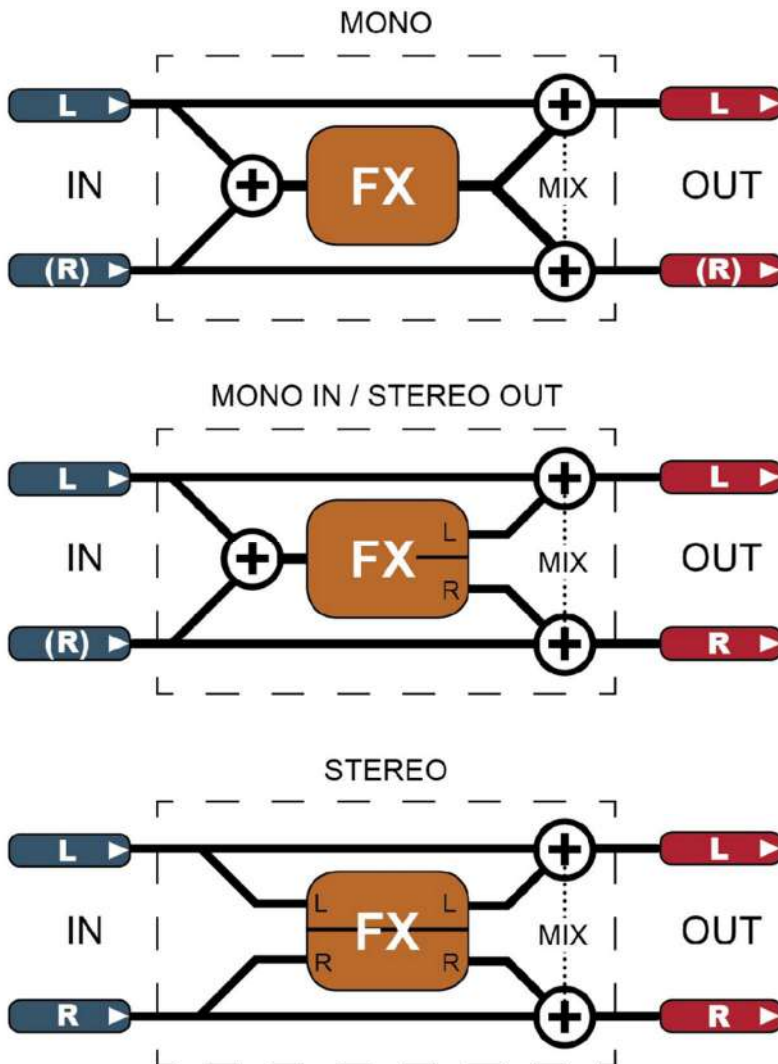 MONO
L L
FX
IN MIX OUT
(R) (R)
MONO IN / STEREO OUT
L L
L
IN FX MIX OUT
R
(R) R
STEREO
L L
L L
IN FX MIX OUT
R R
R R